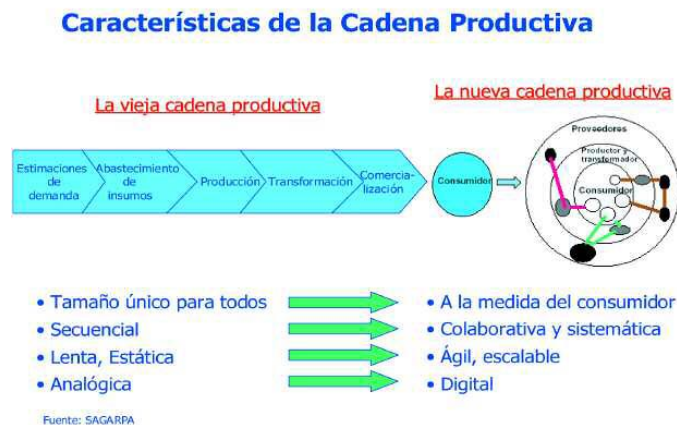 Características de la Cadena Productiva
La vieja cadena productiva
La nueva cadena productiva
Estimaciones
de
demanda
Abastecimiento
de
insumos
Producción
Transformación
Comercia-
lización
Consumidor
Proveedores
Productor y
transformador
Consumidor
• Tamaño único para todos
• Secuencial
• Lenta, Estática
• Analógica
• A la medida del consumidor
• Colaborativa y sistemática
• Ágil, escalable
• Digital
Fuente: SAGARPA